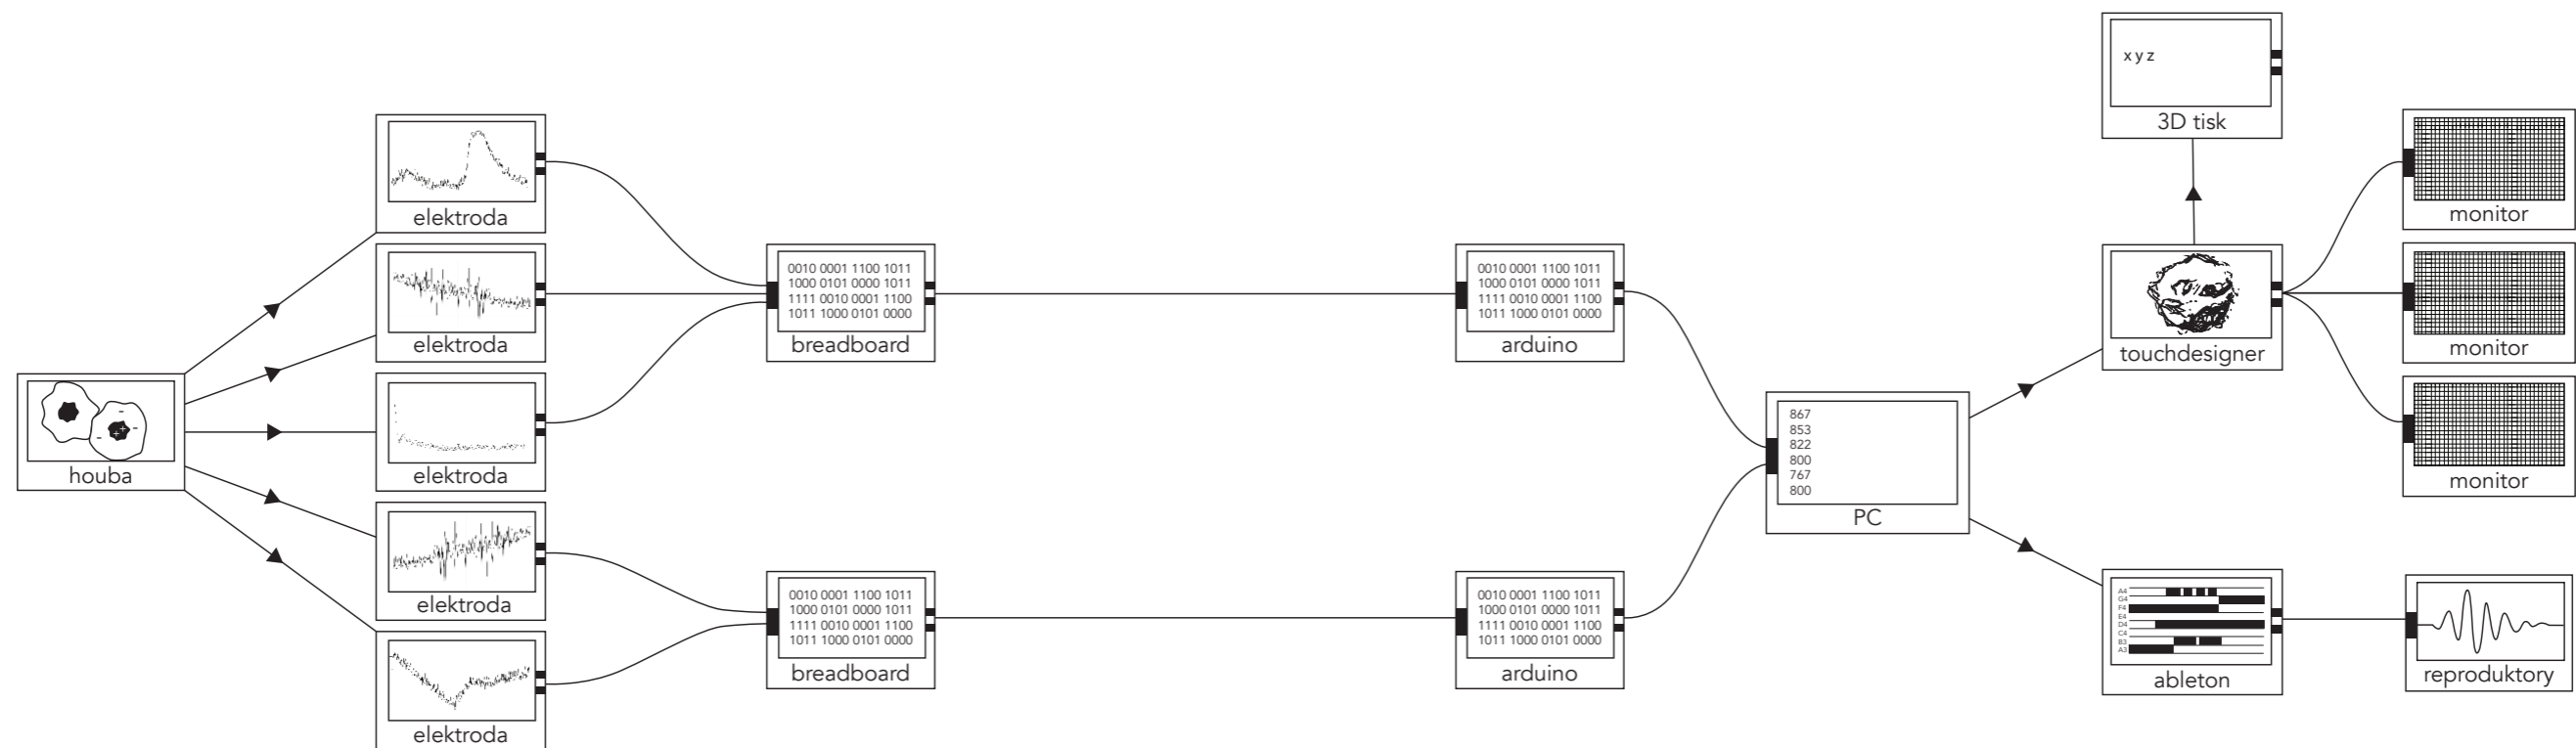 houba
elektroda
elektroda
elektroda
elektroda
elektroda
0010 0001 1100 1011
1000 0101 0000 1011
1111 0010 0001 1100
1011 1000 0101 0000
breadboard
0010 0001 1100 1011
1000 0101 0000 1011
1111 0010 0001 1100
1011 1000 0101 0000
breadboard
0010 0001 1100 1011
1000 0101 0000 1011
1111 0010 0001 1100
1011 1000 0101 0000
arduino
0010 0001 1100 1011
1000 0101 0000 1011
1111 0010 0001 1100
1011 1000 0101 0000
arduino
867
853
822
800
767
800
PC
x y z
3D tisk
touchdesigner
monitor
monitor
monitor
A4
G4
F4
E4
D4
C4
B3
A3
ableton
reproduktory